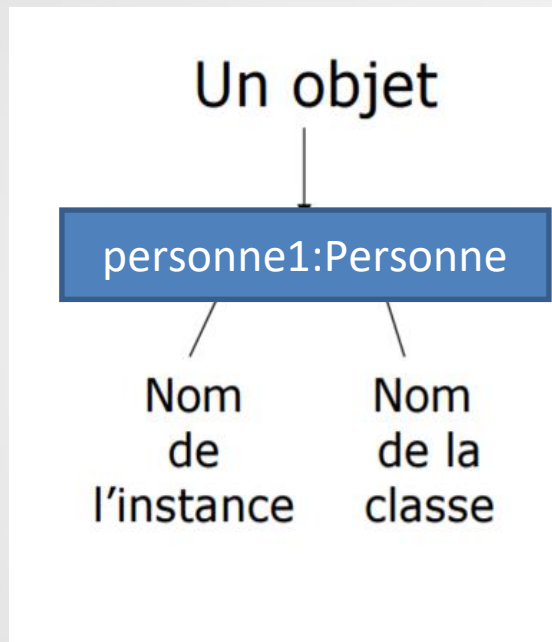 Un objet
personne1:Personne
Nom
de
l’instance
Nom
de la
classe